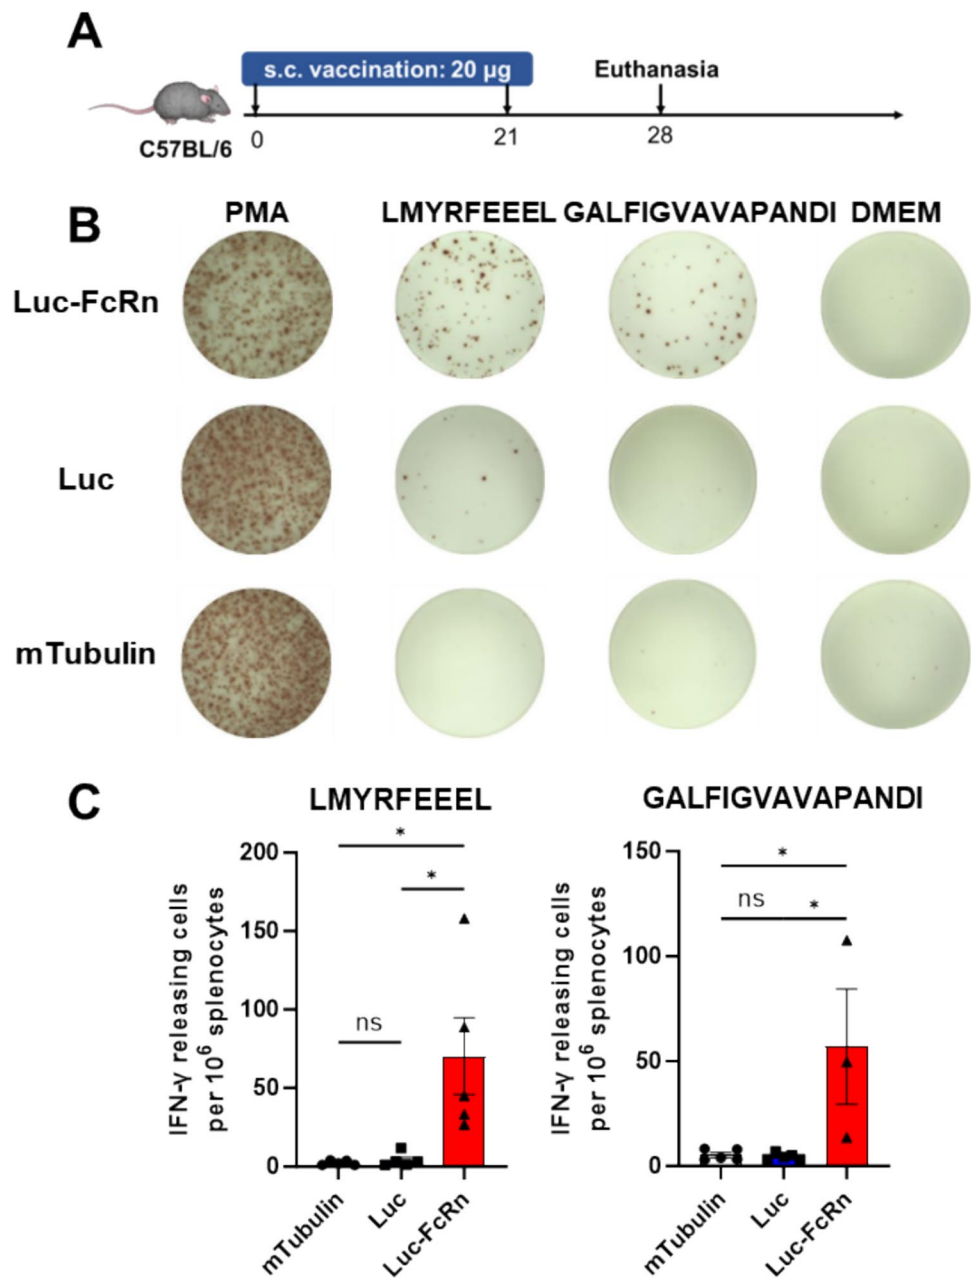 A
s.c. vaccination: 20 µg
Euthanasia
C57BL/6
0
21
28
B
PMA LMYRFEEEL GALFIGVAVAPANDI DMEM
Luc-FcRn
Luc
mTubulin
C
LMYRFEEEL
IFN-γ releasing cells
per 10⁶ splenocytes
200
150
100
50
0
*
*
ns
mTubulin
Luc
Luc-FcRn
GALFIGVAVAPANDI
IFN-γ releasing cells
per 10⁶ splenocytes
150
100
50
0
*
ns *
mTubulin
Luc
Luc-FcRn